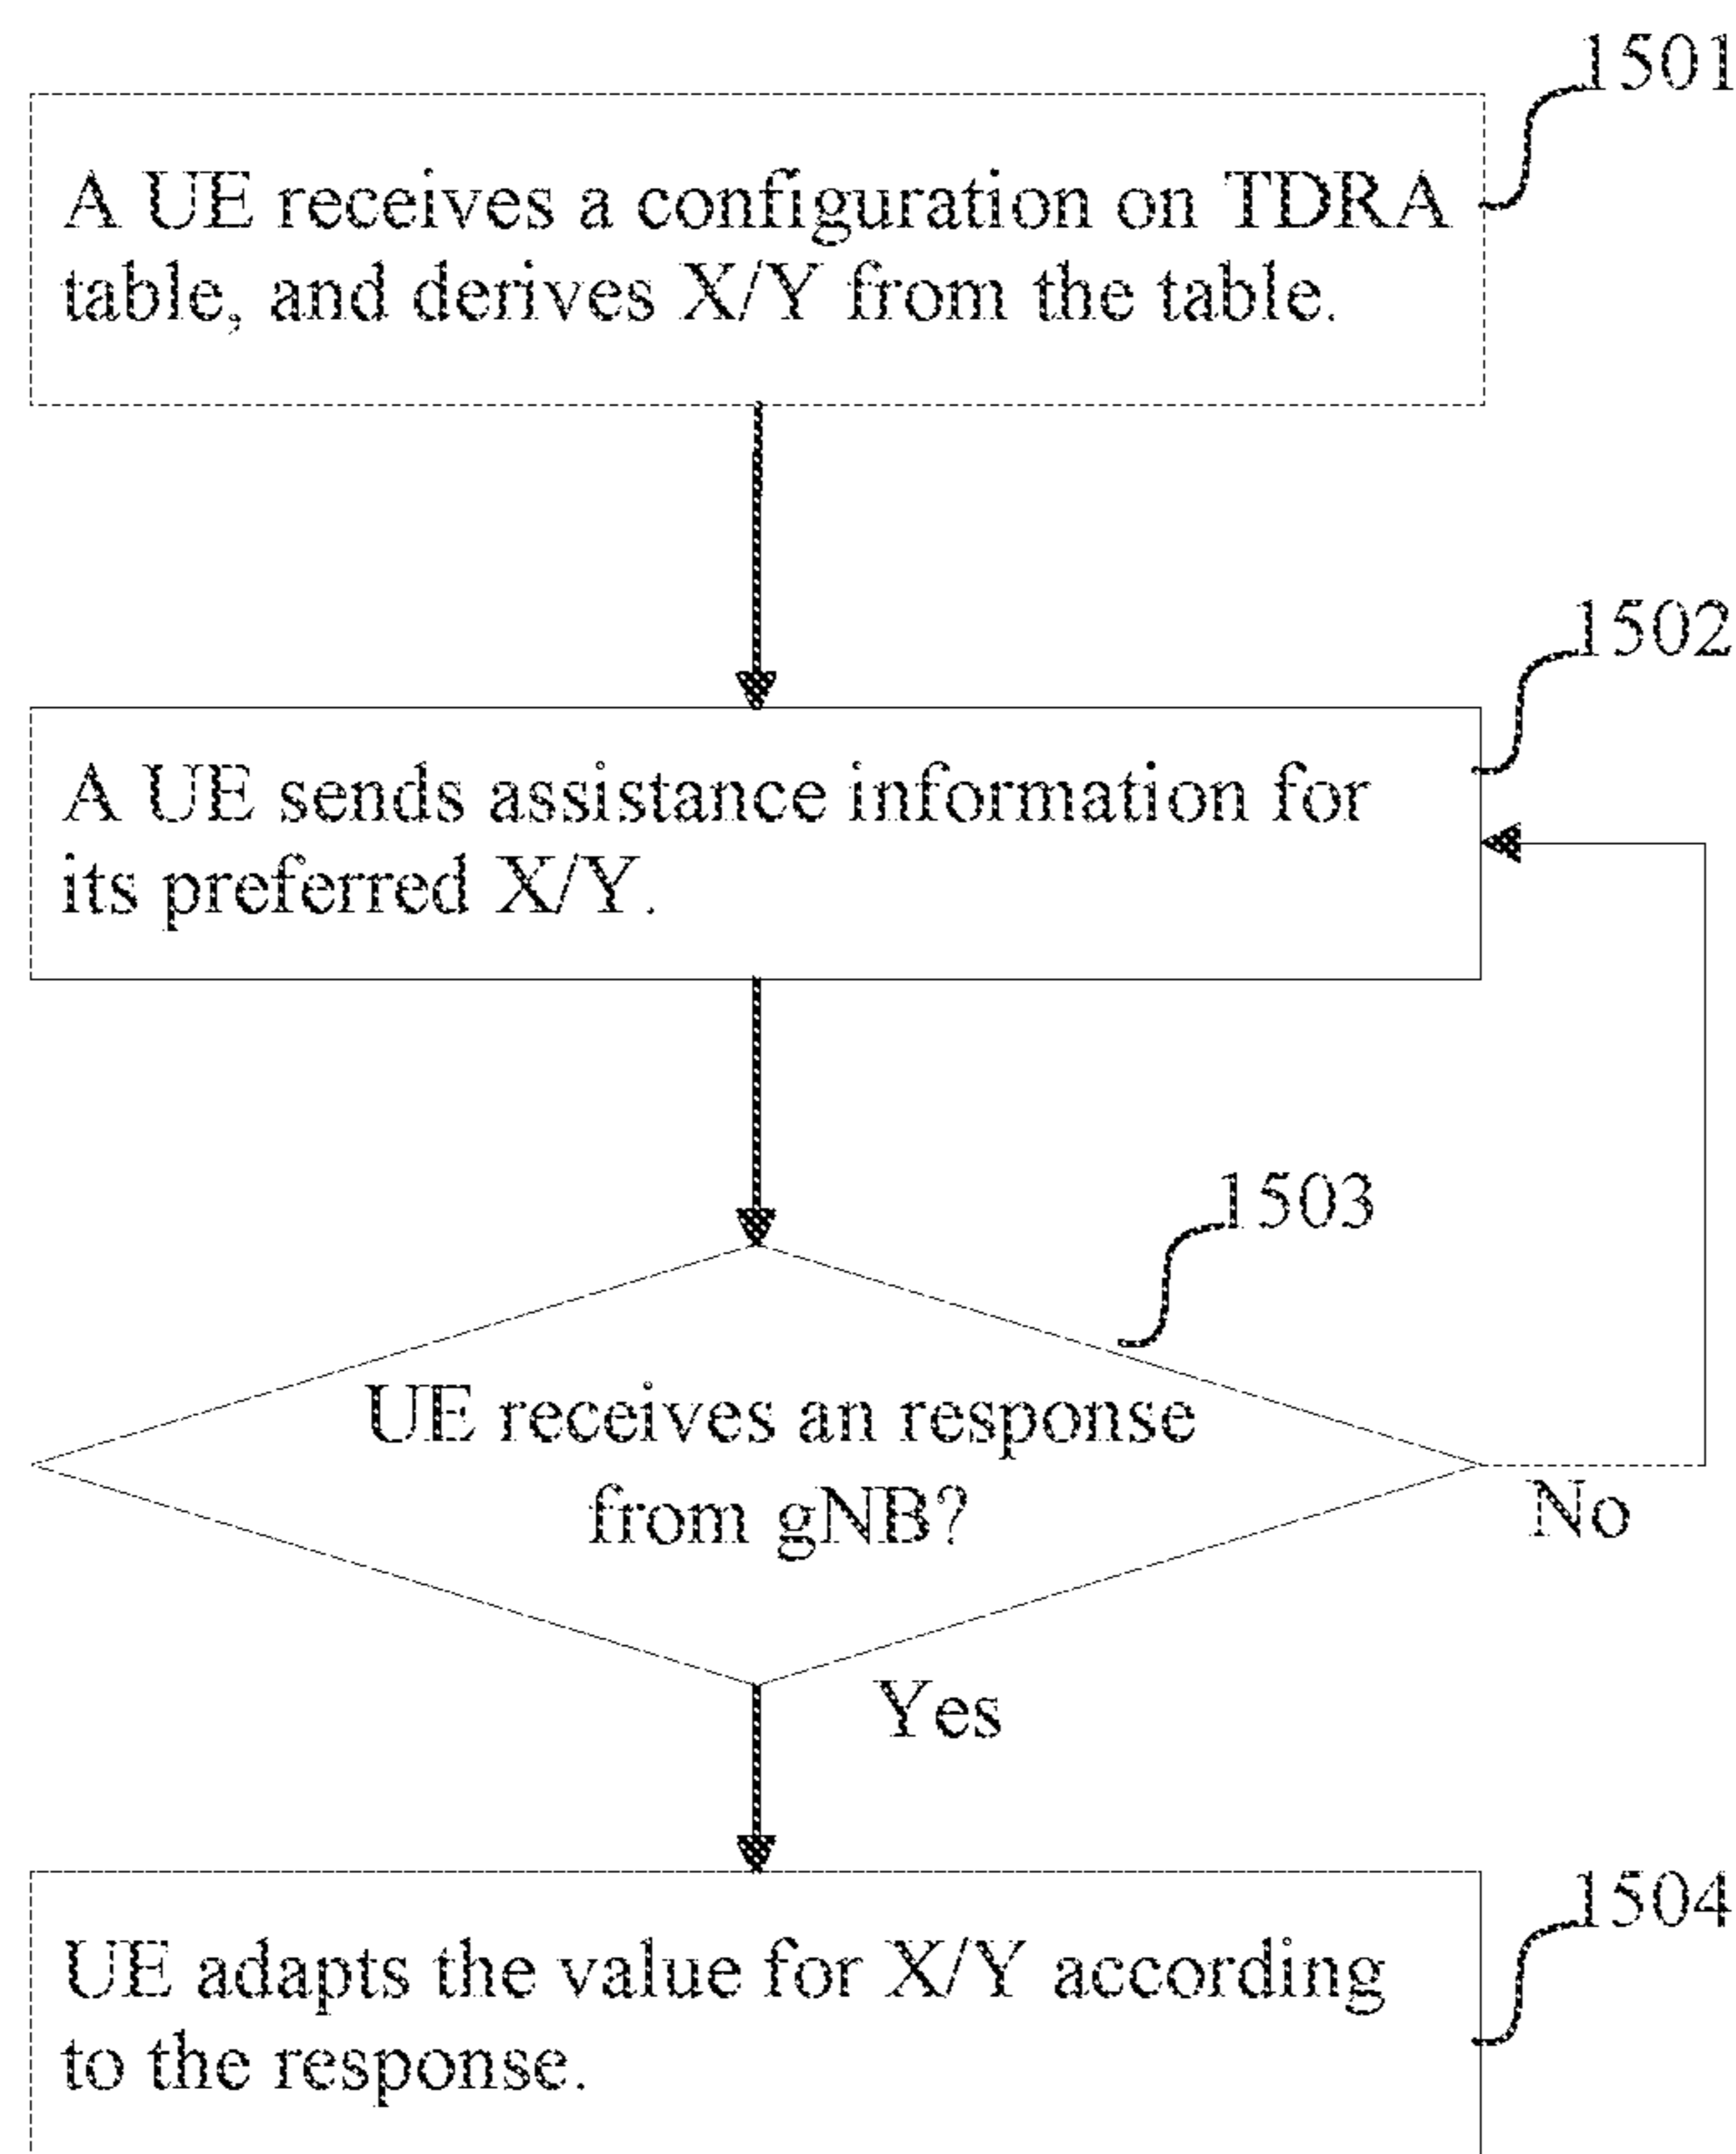 1501
A UE receives a configuration on TDRA
table, and derives X/Y from the table.
1502
A UE sends assistance information for
its preferred X/Y.
1503
UE receives an response
from gNB?
No
Yes
1504
UE adapts the value for X/Y according
to the response.